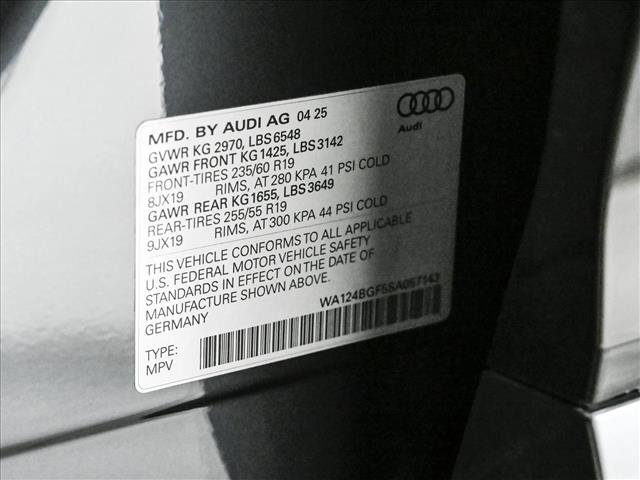 MFD. BY AUDI AG 04 25
GVWR KG 2970, LBS 6548
GAWR FRONT KG 1425, LBS 3142
FRONT-TIRES 235/60 R19
8JX19 RIMS, AT 280 KPA 41 PSI COLD
GAWR REAR KG 1655, LBS 3649
REAR-TIRES 255/55 R19
9JX19 RIMS, AT 300 KPA 44 PSI COLD
THIS VEHICLE CONFORMS TO ALL APPLICABLE
U.S. FEDERAL MOTOR VEHICLE SAFETY
STANDARDS IN EFFECT ON THE DATE OF
MANUFACTURE SHOWN ABOVE.
GERMANY
WA124BGF5SA057143
TYPE:
MPV
Audi